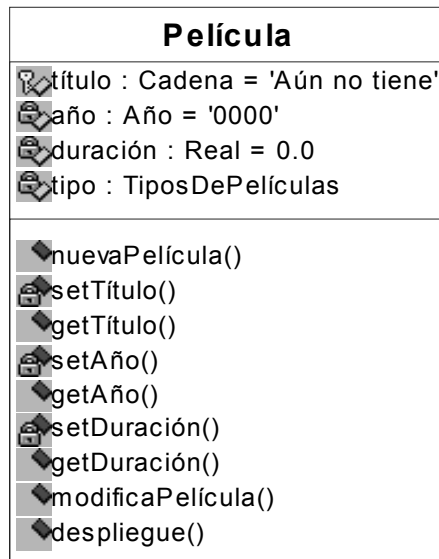 Película
título : Cadena = 'Aún no tiene'
año : Año = '0000'
duración : Real = 0.0
tipo : TiposDePelículas
nuevaPelícula()
setTítulo()
getTítulo()
setAño()
getAño()
setDuración()
getDuración()
modificaPelícula()
despliegue()